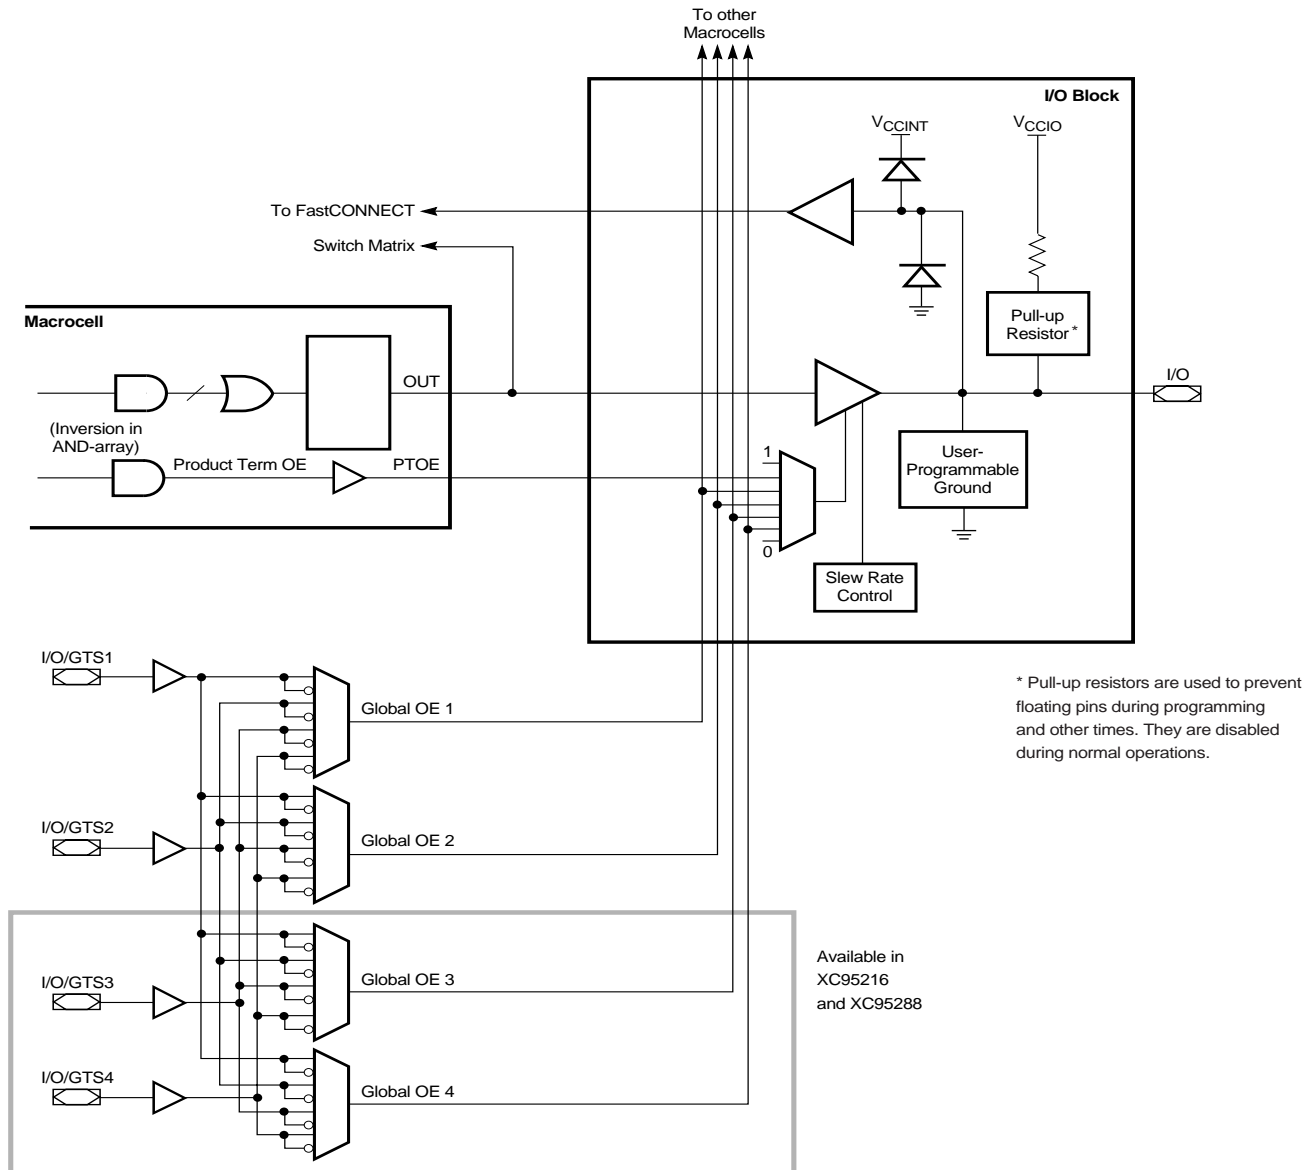 To other
Macrocells
I/O Block
VCCINT
VCCIO
To FastCONNECT
Switch Matrix
Pull-up
Resistor *
Macrocell
OUT
I/O
(Inversion in
AND-array)
Product Term OE
PTOE
1
User-
Programmable
Ground
0
Slew Rate
Control
I/O/GTS1
Global OE 1
* Pull-up resistors are used to prevent
floating pins during programming
and other times. They are disabled
during normal operations.
I/O/GTS2
Global OE 2
Available in
XC95216
and XC95288
I/O/GTS3
Global OE 3
I/O/GTS4
Global OE 4